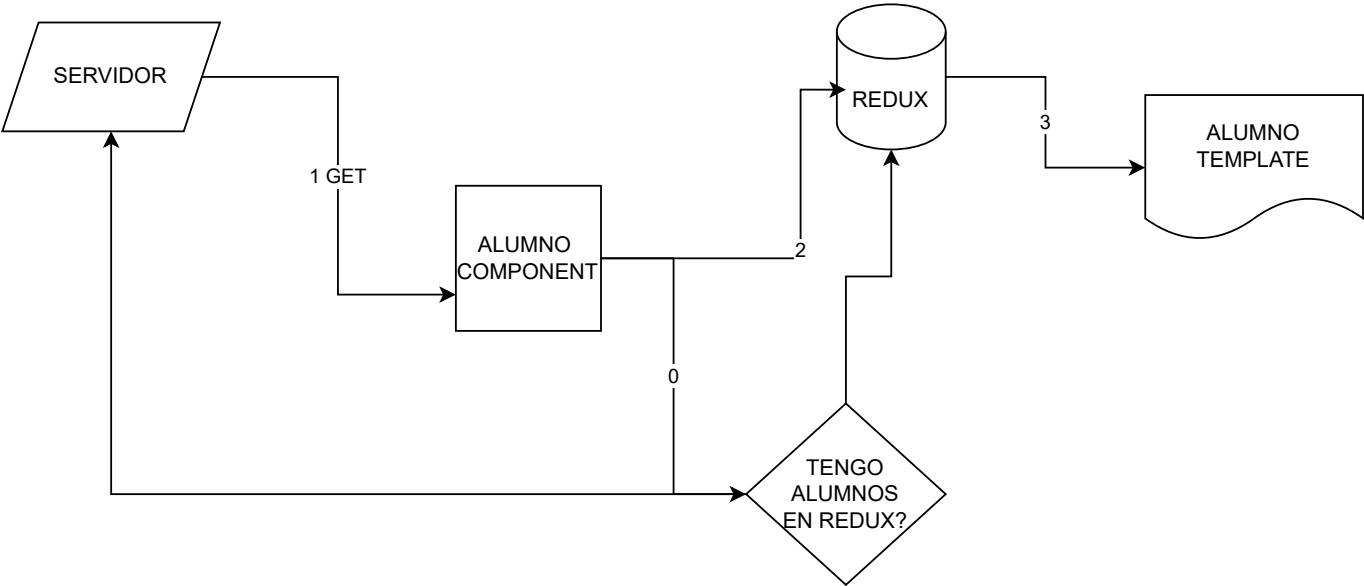 SERVIDOR
REDUX
ALUMNO
TEMPLATE
3
1 GET
ALUMNO
COMPONENT
2
0
TENGO
ALUMNOS
EN REDUX?